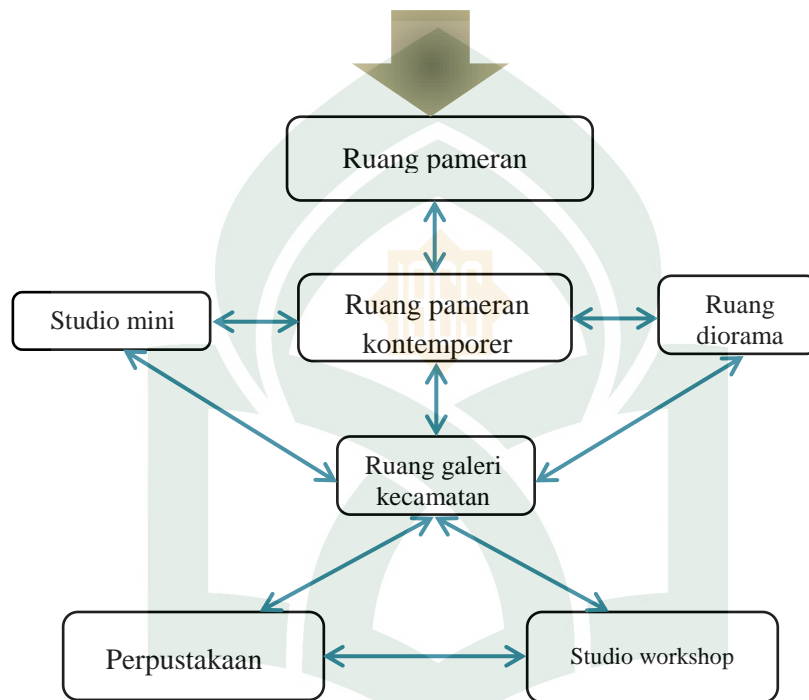 Ruang pameran
Studio mini
Ruang pameran
kontemporer
Ruang
diorama
Ruang galeri
kecamatan
Perpustakaan
Studio workshop